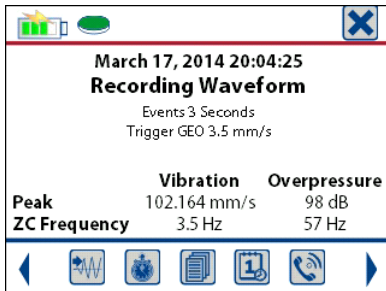 March 17, 2014 20:04:25
Recording Waveform
Events 3 Seconds
Trigger GEO 3.5 mm/s
Vibration Overpressure
Peak 102.164 mm/s 98 dB
ZC Frequency 3.5 Hz 57 Hz
1